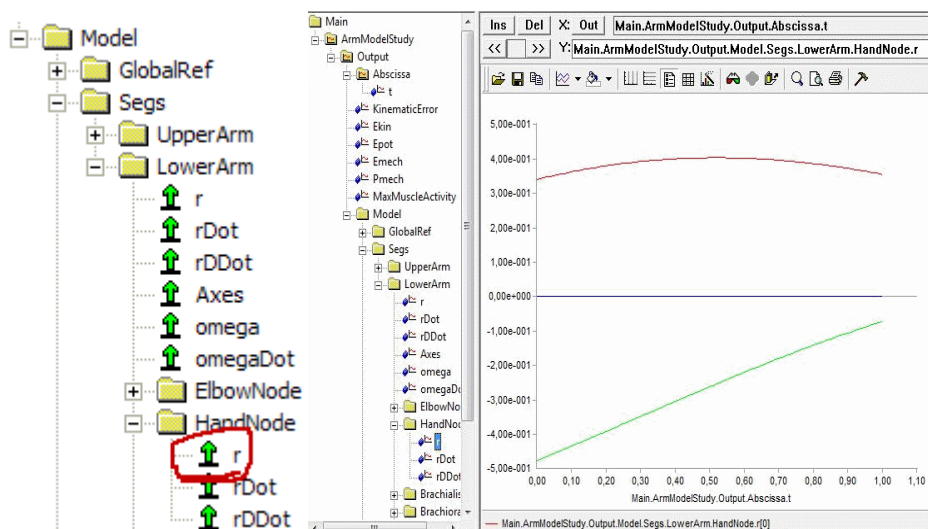 Model
GlobalRef
Segs
UpperArm
LowerArm
r
rDot
rDDot
Axes
omega
omegaDot
ElbowNode
HandNode
r
rDot
rDDot
Main
ArmModelStudy
Output
Abscissa
t
KinematicError
Ekin
Epot
Emech
Pmech
MaxMuscleActivity
Model
GlobalRef
Segs
UpperArm
LowerArm
r
rDot
rDDot
Axes
omega
omegaDo
ElbowNo
HandNod
r
rDot
rDDot
Brachialis
Brachiora
Ins Del X: Out Main.ArmModelStudy.Output.Abscissa.t
<< >> Y: Main.ArmModelStudy.Output.Model.Segs.LowerArm.HandNode.r
5,00e-001
4,00e-001
3,00e-001
2,00e-001
1,00e-001
0,00e+000
-1,00e-001
-2,00e-001
-3,00e-001
-4,00e-001
-5,00e-001
0,00 0,10 0,20 0,30 0,40 0,50 0,60 0,70 0,80 0,90 1,00 1,10
Main.ArmModelStudy.Output.Abscissa.t
Main.ArmModelStudy.Output.Model.Segs.LowerArm.HandNode.r[0]